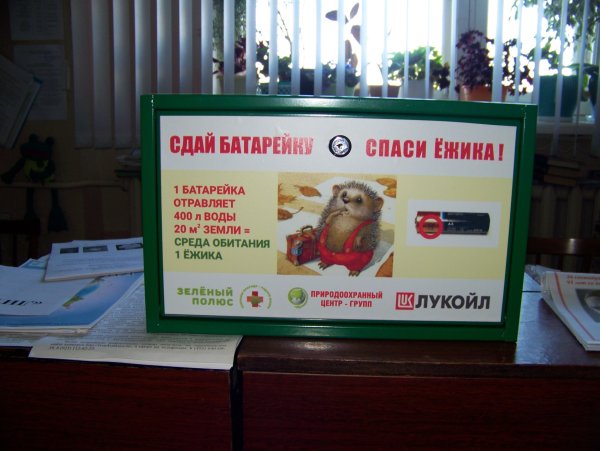 СДАЙ БАТАРЕЙКУ СПАСИ ЁЖИКА!
1 БАТАРЕЙКА
ОТРАВЛЯЕТ
400 л ВОДЫ
20 м² ЗЕМЛИ =
СРЕДА ОБИТАНИЯ
1 ЁЖИКА
ЗЕЛЁНЫЙ
ПОЛЮС
ПРИРОДООХРАННЫЙ
ЦЕНТР - ГРУПП
ЛУКОЙЛ